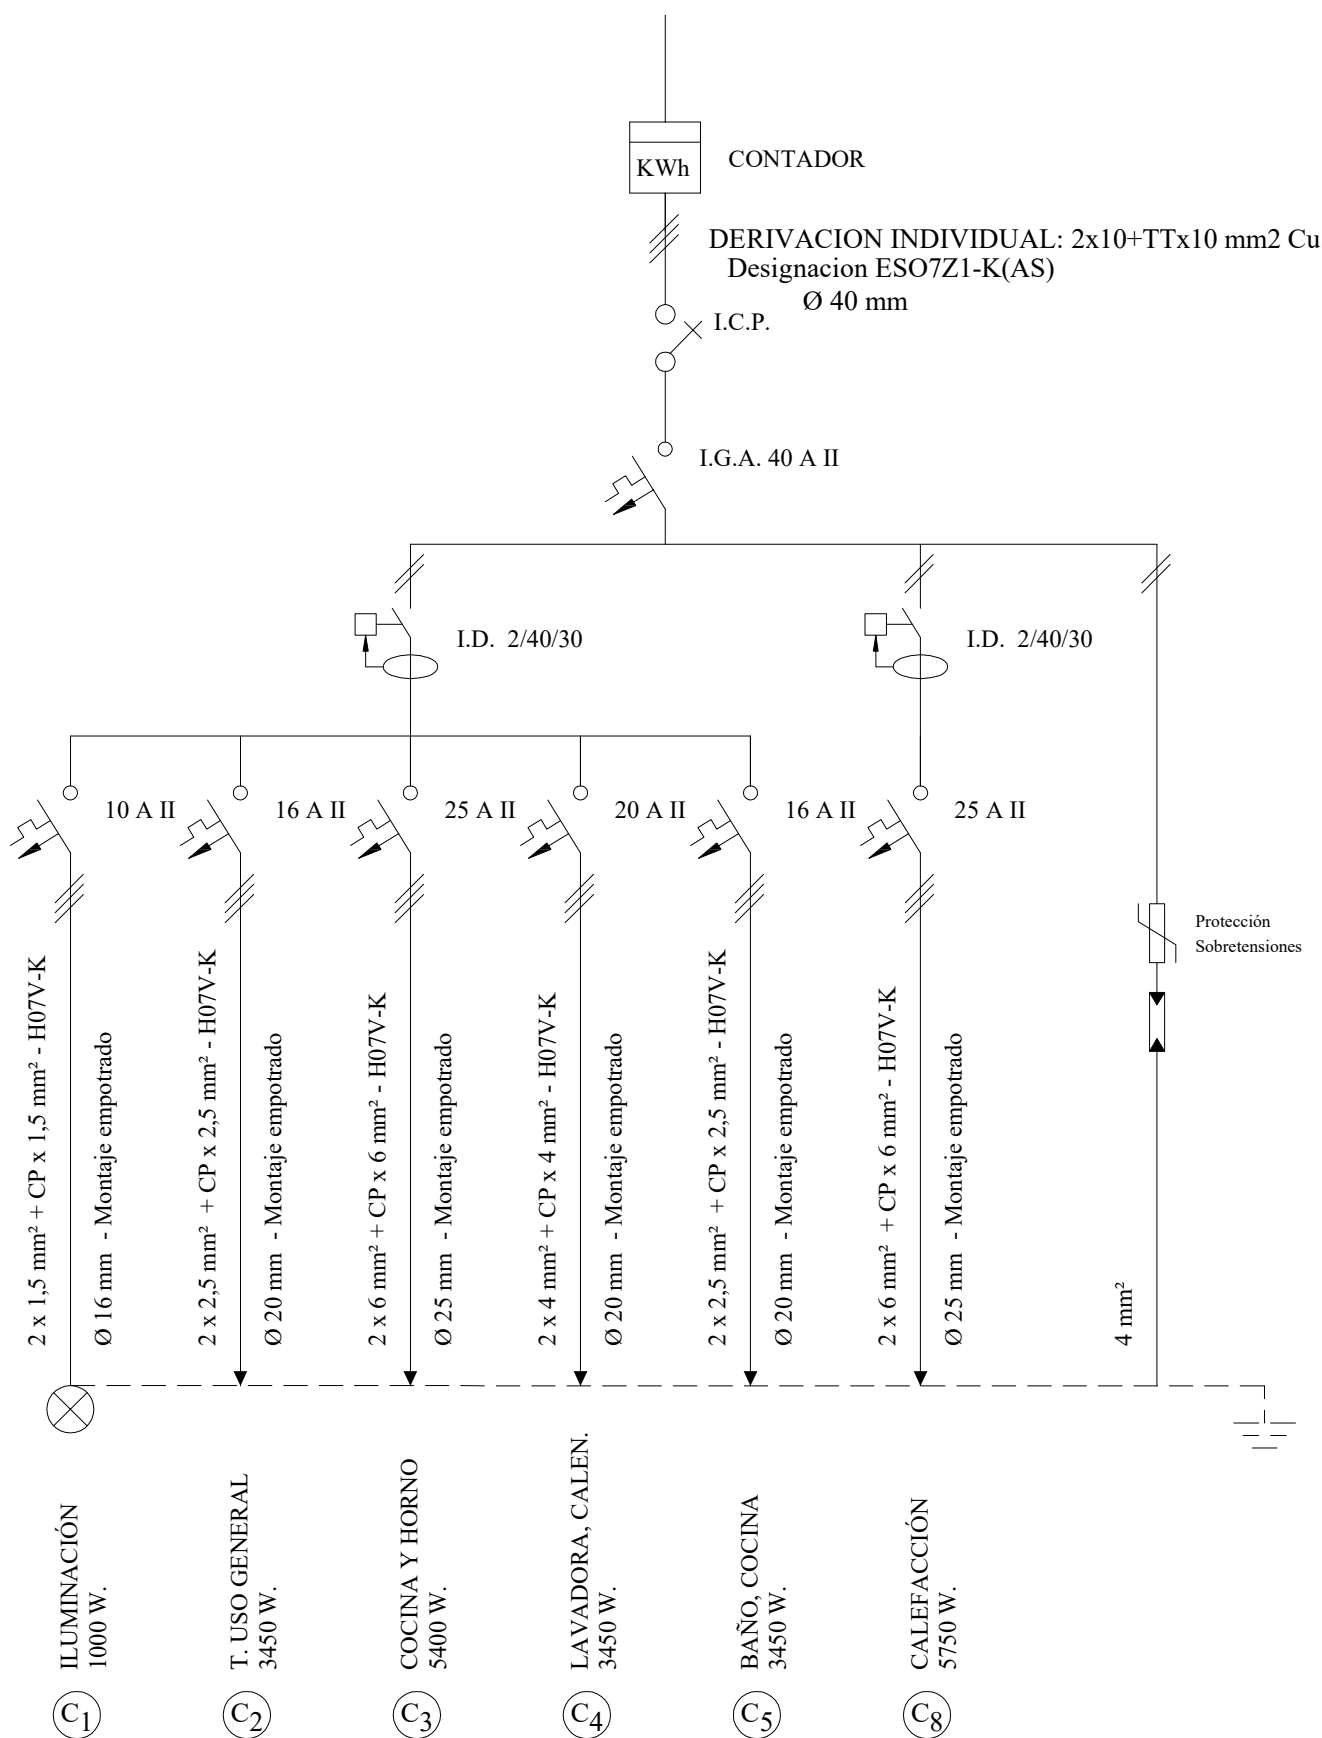 KWh
CONTADOR
DERIVACION INDIVIDUAL: 2x10+TTx10 mm2 Cu
Designacion ESO7Z1-K(AS)
Ø 40 mm
I.C.P.
I.G.A. 40 A II
I.D. 2/40/30
I.D. 2/40/30
10 A II
16 A II
25 A II
20 A II
16 A II
25 A II
Protección
Sobretensiones
2 x 1,5 mm² + CP x 1,5 mm² - H07V-K
Ø 16 mm - Montaje empotrado
2 x 2,5 mm² + CP x 2,5 mm² - H07V-K
Ø 20 mm - Montaje empotrado
2 x 6 mm² + CP x 6 mm² - H07V-K
Ø 25 mm - Montaje empotrado
2 x 4 mm² + CP x 4 mm² - H07V-K
Ø 20 mm - Montaje empotrado
2 x 2,5 mm² + CP x 2,5 mm² - H07V-K
Ø 20 mm - Montaje empotrado
2 x 6 mm² + CP x 6 mm² - H07V-K
Ø 25 mm - Montaje empotrado
4 mm²
ILUMINACIÓN
1000 W.
T. USO GENERAL
3450 W.
COCINA Y HORNO
5400 W.
LAVADORA, CALEN.
3450 W.
BAÑO, COCINA
3450 W.
CALEFACCIÓN
5750 W.
C1
C2
C3
C4
C5
C8